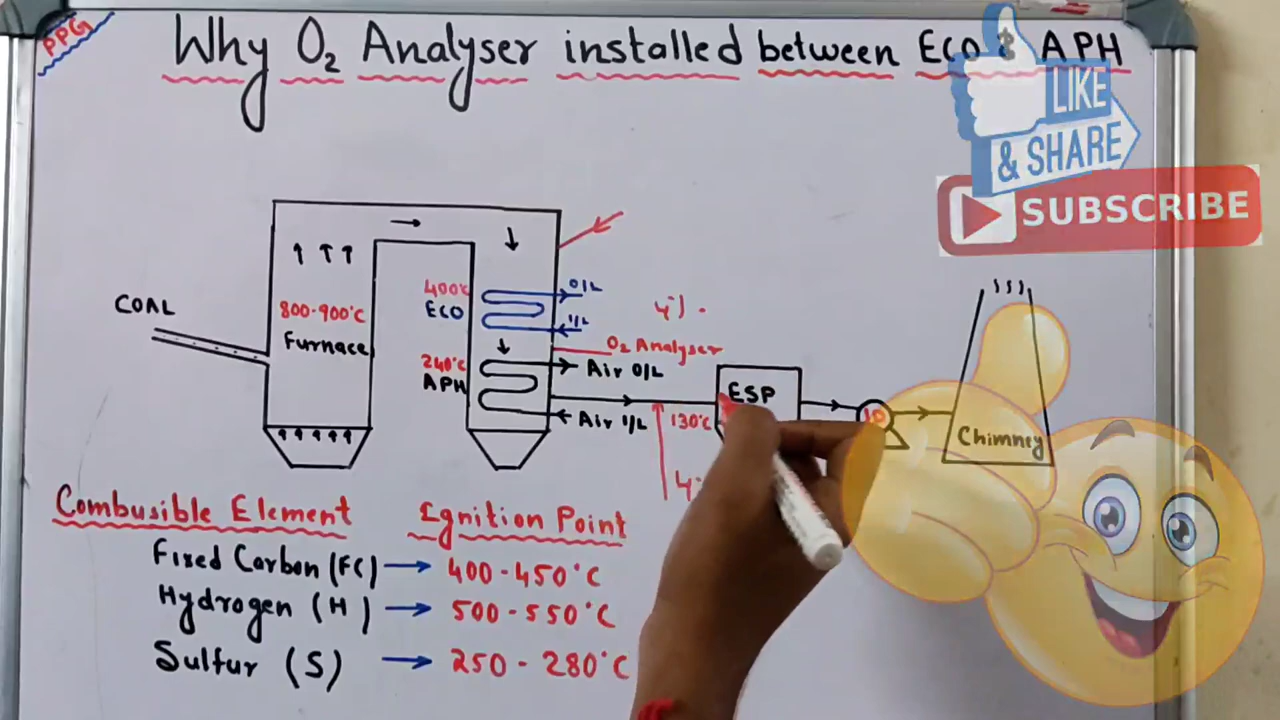 PPG
Why O₂ Analyser installed between Eco & APH
LIKE
& SHARE
SUBSCRIBE
COAL
800-900°C
Furnace
400°C
ECO
O/L
I/L
4%.
O₂ Analyser
240°C
APH
Air O/L
Air I/L
130°C
ESP
ID
Chimney
Combusible Element
Ignition Point
Fixed Carbon (FC) → 400-450°C
Hydrogen (H) → 500-550°C
Sulfur (S) → 250-280°C